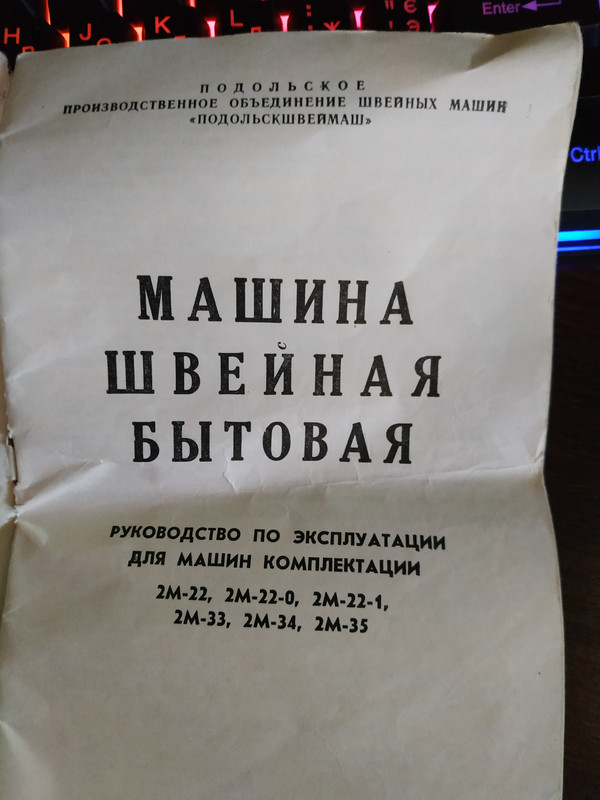 Н
J
K
L
Enter
Ctrl
ПОДОЛЬСКОЕ
ПРОИЗВОДСТВЕННОЕ ОБЪЕДИНЕНИЕ ШВЕЙНЫХ МАШИН
«ПОДОЛЬСКШВЕЙМАШ»
МАШИНА
ШВЕЙНАЯ
БЫТОВАЯ
РУКОВОДСТВО ПО ЭКСПЛУАТАЦИИ
ДЛЯ МАШИН КОМПЛЕКТАЦИИ
2М-22, 2М-22-0, 2М-22-1,
2М-33, 2М-34, 2М-35